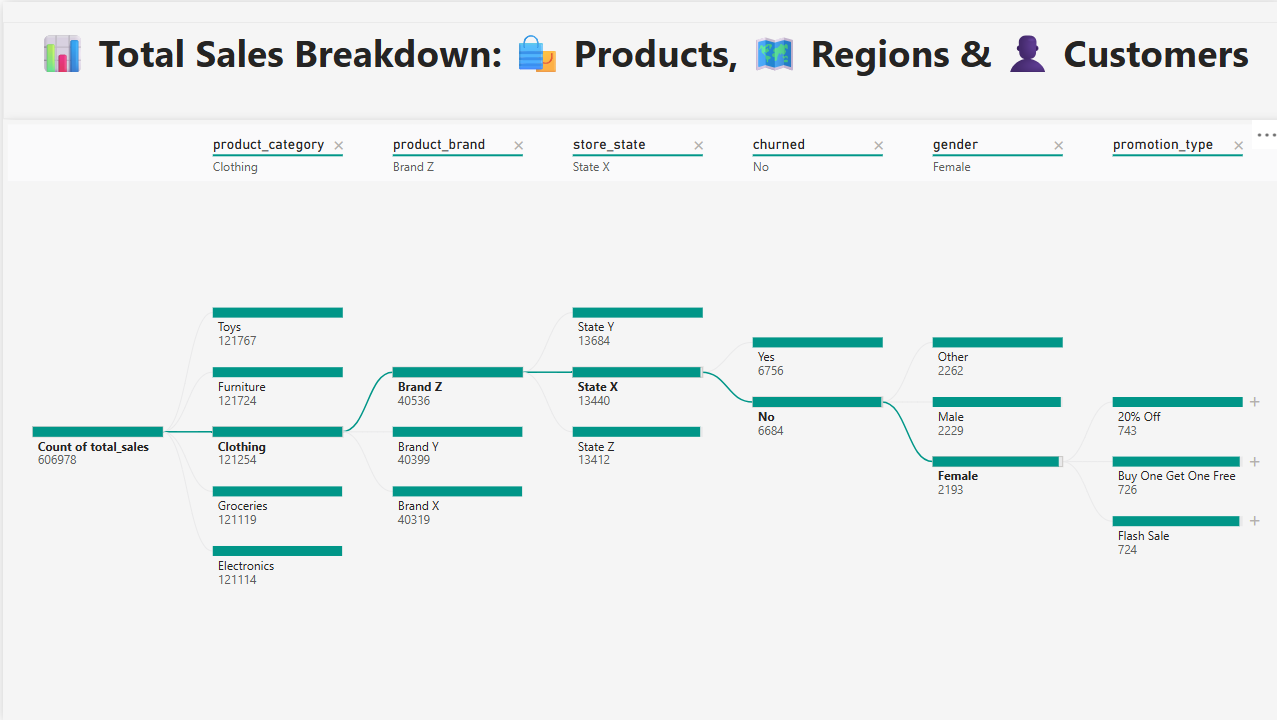 Total Sales Breakdown: Products, Regions & Customers
product_category
Clothing
product_brand
Brand Z
store_state
State X
churned
No
gender
Female
promotion_type
Count of total_sales
606978
Toys
121767
Furniture
121724
Clothing
121254
Groceries
121119
Electronics
121114
Brand Z
40536
Brand Y
40399
Brand X
40319
State Y
13684
State X
13440
State Z
13412
Yes
6756
No
6684
Other
2262
Male
2229
Female
2193
20% Off
743
Buy One Get One Free
726
Flash Sale
724